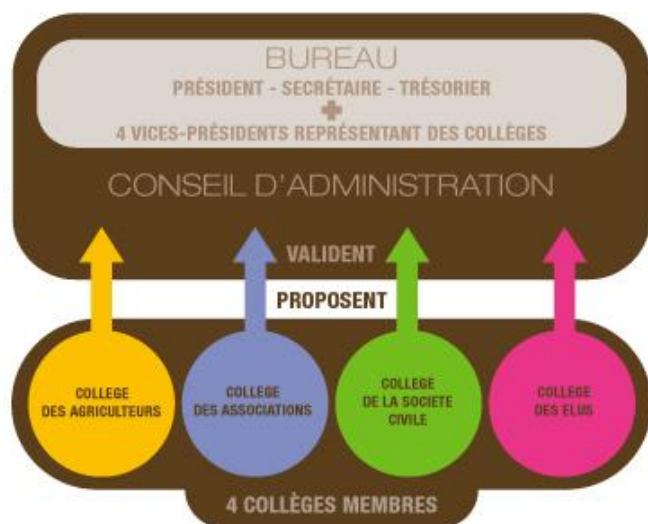 BUREAU
PRÉSIDENT - SECRÉTAIRE - TRÉSORIER
+
4 VICES-PRÉSIDENTS REPRÉSENTANT DES COLLÈGES
CONSEIL D'ADMINISTRATION
VALIDENT
PROPOSENT
COLLEGE
DES AGRICULTEURS
COLLEGE
DES ASSOCIATIONS
COLLEGE
DE LA SOCIETE
CIVILE
COLLEGE
DES ELUS
4 COLLÈGES MEMBRES